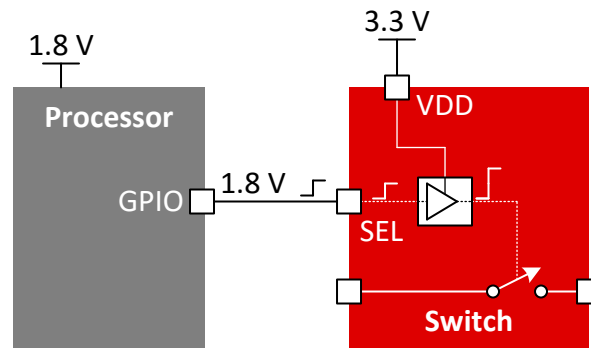 1.8 V
3.3 V
Processor
VDD
GPIO
1.8 V
SEL
Switch